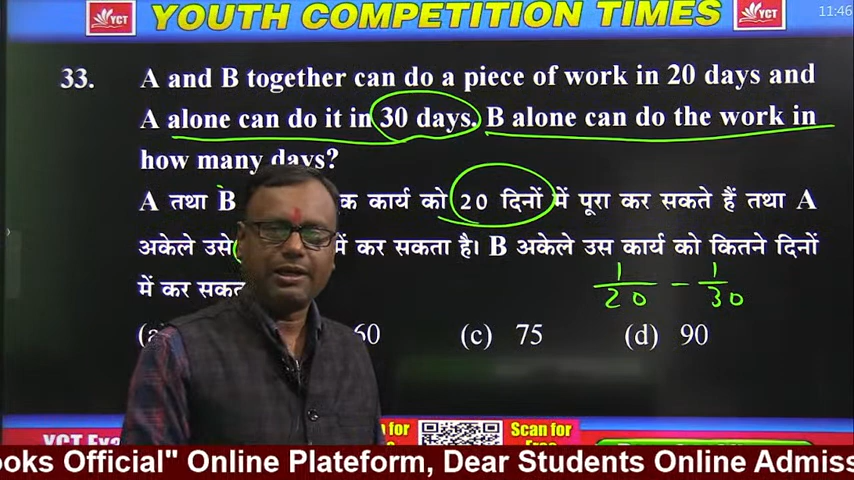 YCT
YOUTH COMPETITION TIMES
YCT
11:46
33. A and B together can do a piece of work in 20 days and
A alone can do it in 30 days. B alone can do the work in
how many days?
A तथा B क कार्य को 20 दिनों में पूरा कर सकते हैं तथा A
अकेले उसे में कर सकता है। B अकेले उस कार्य को कितने दिनों
में कर सकत
1/20 - 1/30
60 (c) 75 (d) 90
for
Scan for
ooks Official" Online Plateform, Dear Students Online Admiss